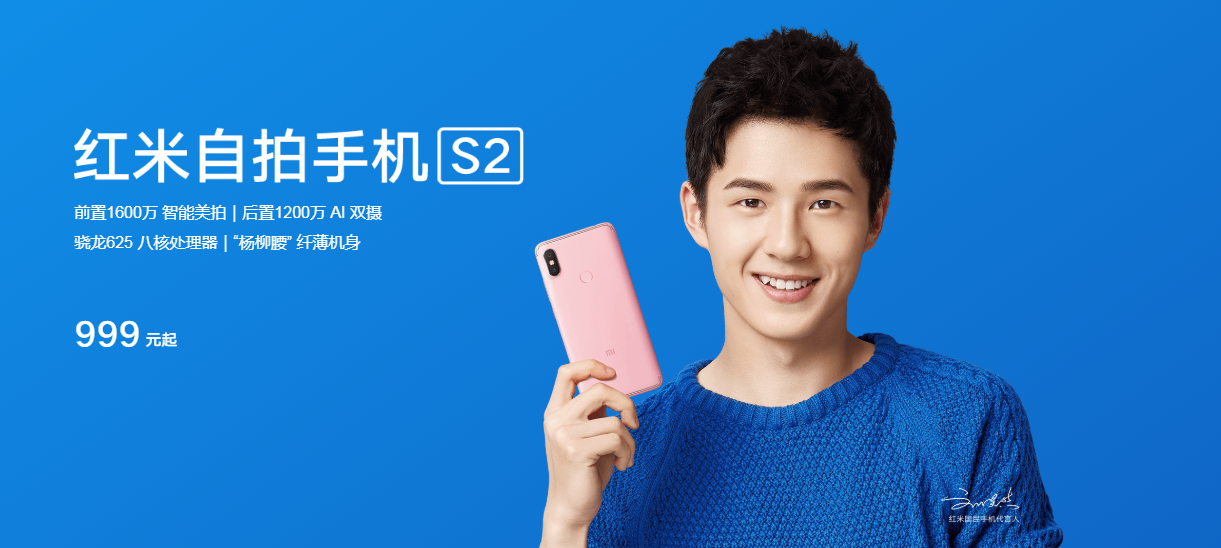 红米自拍手机 S2
前置1600万 智能美拍 | 后置1200万 AI 双摄
骁龙625 八核处理器 | “杨柳腰” 纤薄机身
999 元起
MI
红米国民手机代言人